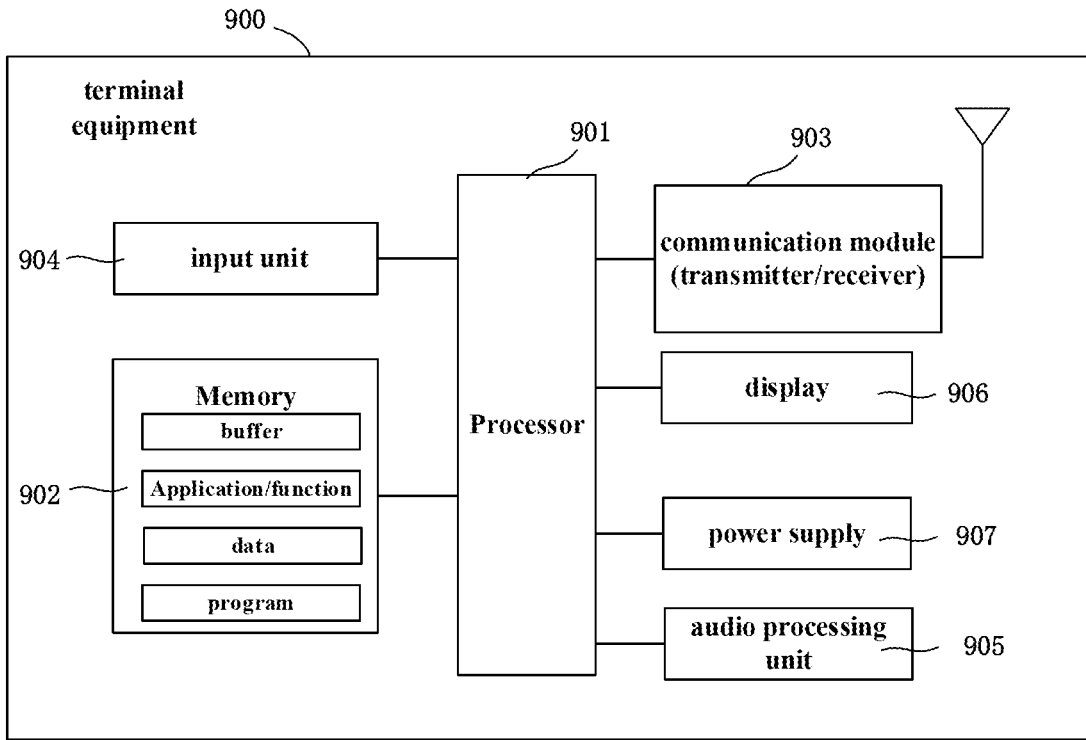 900
terminal
equipment
901
903
904
input unit
communication module
(transmitter/receiver)
Memory
buffer
902
Application/function
data
program
Processor
display
906
power supply
907
audio processing
unit
905